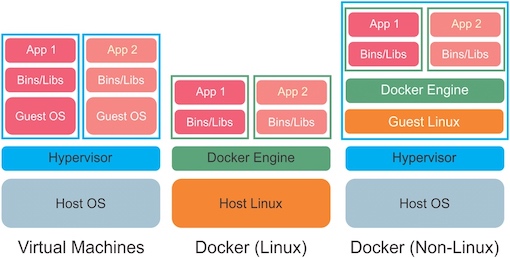 App 1
App 2
Bins/Libs
Bins/Libs
Guest OS
Guest OS
Hypervisor
Host OS
Virtual Machines
App 1
App 2
Bins/Libs
Bins/Libs
Docker Engine
Host Linux
Docker (Linux)
App 1
App 2
Bins/Libs
Bins/Libs
Docker Engine
Guest Linux
Hypervisor
Host OS
Docker (Non-Linux)